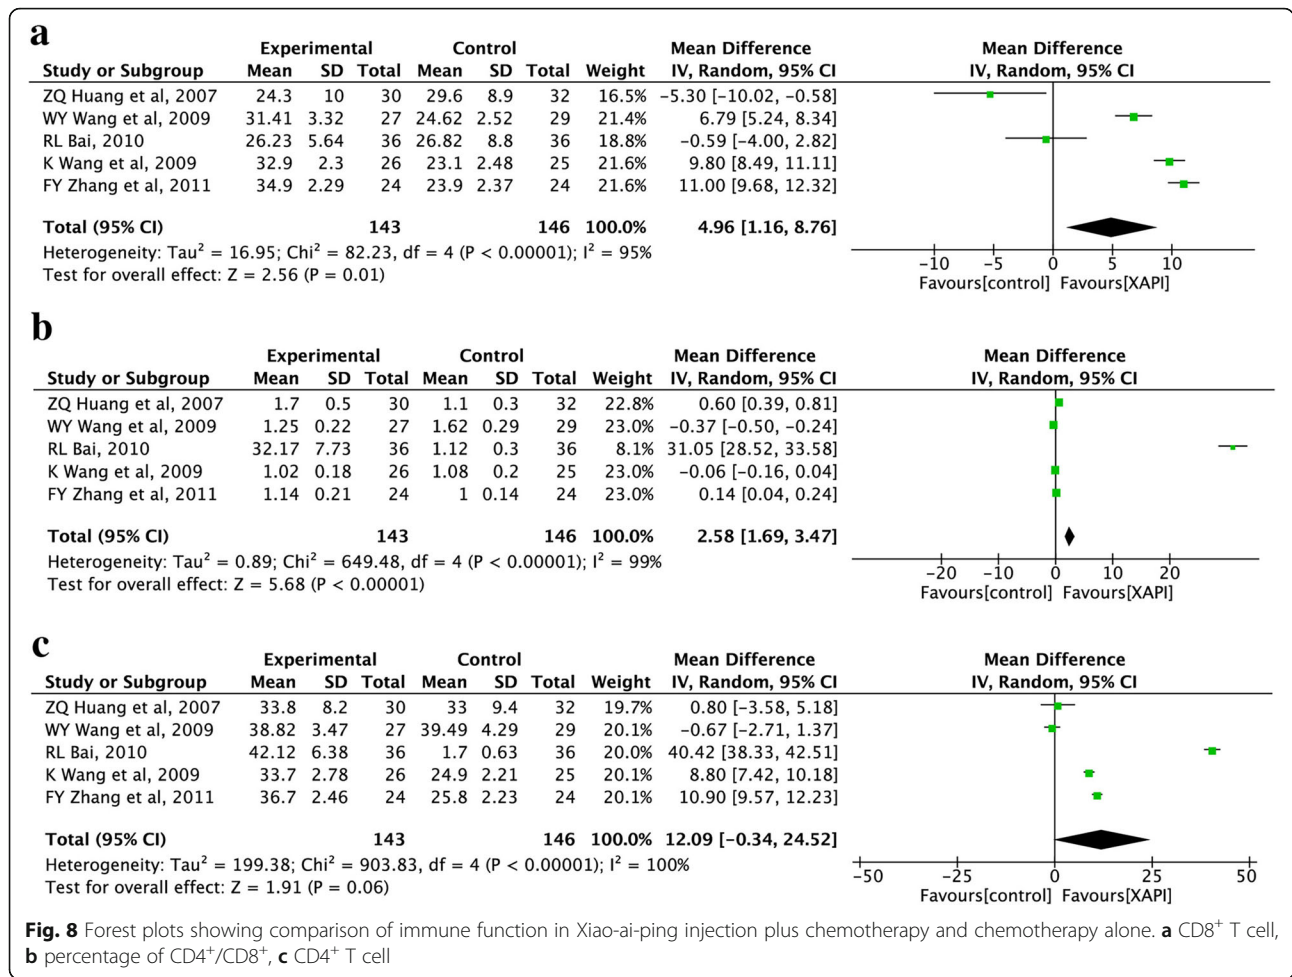 a
Experimental Control Mean Difference Mean Difference
Study or Subgroup Mean SD Total Mean SD Total Weight IV, Random, 95% CI IV, Random, 95% CI
ZQ Huang et al, 2007 24.3 10 30 29.6 8.9 32 16.5% −5.30 [−10.02, −0.58]
WY Wang et al, 2009 31.41 3.32 27 24.62 2.52 29 21.4% 6.79 [5.24, 8.34]
RL Bai, 2010 26.23 5.64 36 26.82 8.8 36 18.8% −0.59 [−4.00, 2.82]
K Wang et al, 2009 32.9 2.3 26 23.1 2.48 25 21.6% 9.80 [8.49, 11.11]
FY Zhang et al, 2011 34.9 2.29 24 23.9 2.37 24 21.6% 11.00 [9.68, 12.32]
Total (95% CI) 143 146 100.0% 4.96 [1.16, 8.76]
Heterogeneity: Tau² = 16.95; Chi² = 82.23, df = 4 (P < 0.00001); I² = 95%
Test for overall effect: Z = 2.56 (P = 0.01)
−10 −5 0 5 10
Favours[control] Favours[XAPI]
b
Experimental Control Mean Difference Mean Difference
Study or Subgroup Mean SD Total Mean SD Total Weight IV, Random, 95% CI IV, Random, 95% CI
ZQ Huang et al, 2007 1.7 0.5 30 1.1 0.3 32 22.8% 0.60 [0.39, 0.81]
WY Wang et al, 2009 1.25 0.22 27 1.62 0.29 29 23.0% −0.37 [−0.50, −0.24]
RL Bai, 2010 32.17 7.73 36 1.12 0.3 36 8.1% 31.05 [28.52, 33.58]
K Wang et al, 2009 1.02 0.18 26 1.08 0.2 25 23.0% −0.06 [−0.16, 0.04]
FY Zhang et al, 2011 1.14 0.21 24 1 0.14 24 23.0% 0.14 [0.04, 0.24]
Total (95% CI) 143 146 100.0% 2.58 [1.69, 3.47]
Heterogeneity: Tau² = 0.89; Chi² = 649.48, df = 4 (P < 0.00001); I² = 99%
Test for overall effect: Z = 5.68 (P < 0.00001)
−20 −10 0 10 20
Favours[control] Favours[XAPI]
c
Experimental Control Mean Difference Mean Difference
Study or Subgroup Mean SD Total Mean SD Total Weight IV, Random, 95% CI IV, Random, 95% CI
ZQ Huang et al, 2007 33.8 8.2 30 33 9.4 32 19.7% 0.80 [−3.58, 5.18]
WY Wang et al, 2009 38.82 3.47 27 39.49 4.29 29 20.1% −0.67 [−2.71, 1.37]
RL Bai, 2010 42.12 6.38 36 1.7 0.63 36 20.0% 40.42 [38.33, 42.51]
K Wang et al, 2009 33.7 2.78 26 24.9 2.21 25 20.1% 8.80 [7.42, 10.18]
FY Zhang et al, 2011 36.7 2.46 24 25.8 2.23 24 20.1% 10.90 [9.57, 12.23]
Total (95% CI) 143 146 100.0% 12.09 [−0.34, 24.52]
Heterogeneity: Tau² = 199.38; Chi² = 903.83, df = 4 (P < 0.00001); I² = 100%
Test for overall effect: Z = 1.91 (P = 0.06)
−50 −25 0 25 50
Favours[control] Favours[XAPI]
Fig. 8 Forest plots showing comparison of immune function in Xiao-ai-ping injection plus chemotherapy and chemotherapy alone. a CD8⁺ T cell,
b percentage of CD4⁺/CD8⁺, c CD4⁺ T cell